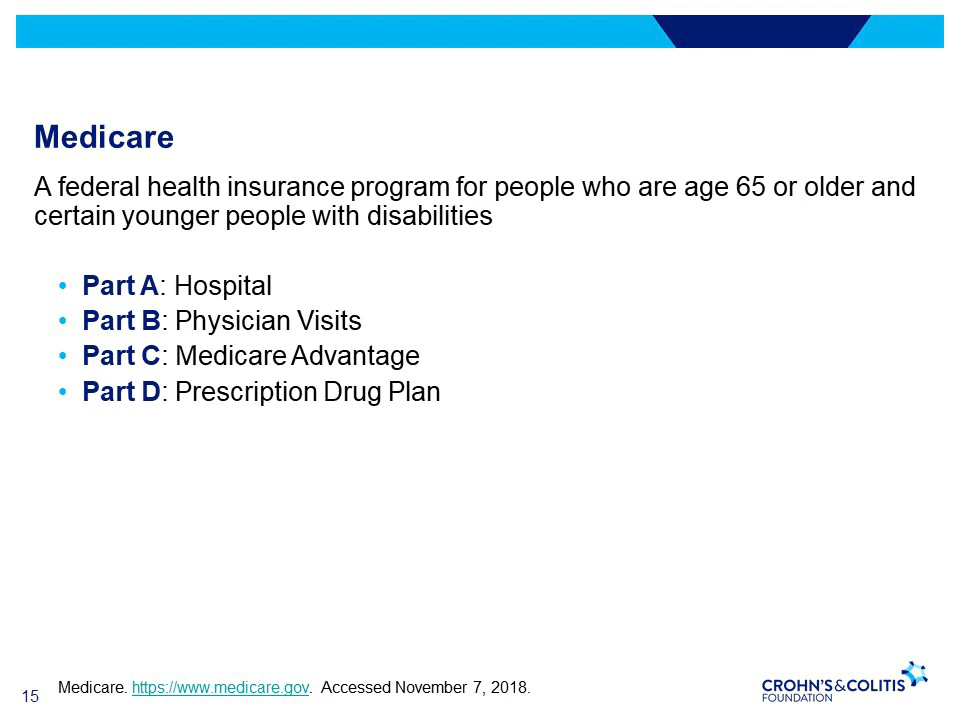 Medicare
A federal health insurance program for people who are age 65 or older and
certain younger people with disabilities
• Part A: Hospital
• Part B: Physician Visits
• Part C: Medicare Advantage
• Part D: Prescription Drug Plan
15
Medicare. https://www.medicare.gov. Accessed November 7, 2018.
CROHN'S&COLITIS
FOUNDATION